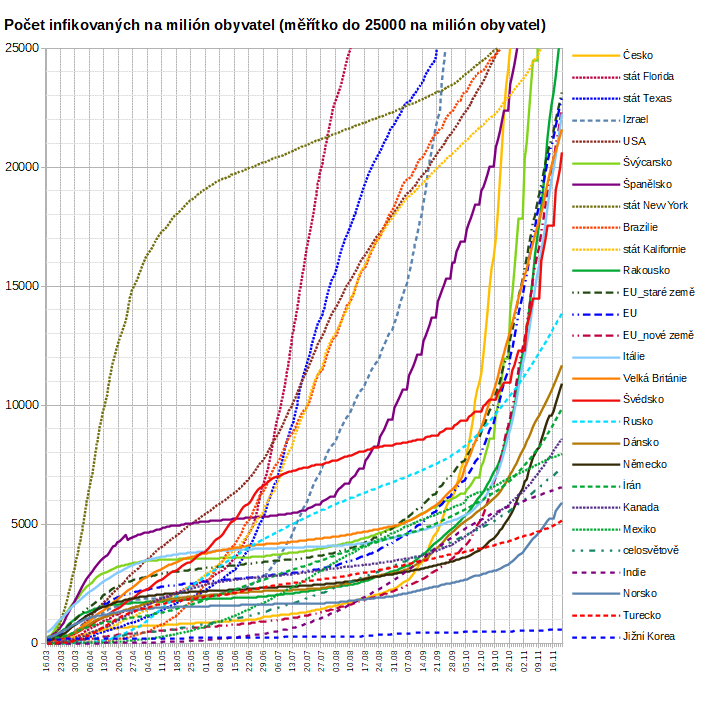 Počet infikovaných na milión obyvatel (měřítko do 25000 na milión obyvatel)
25000
20000
15000
10000
5000
0
16.03
23.03
30.03
06.04
13.04
20.04
27.04
04.05
11.05
18.05
25.05
01.06
08.06
15.06
22.06
29.06
06.07
13.07
20.07
27.07
03.08
10.08
17.08
24.08
31.08
07.09
14.09
21.09
28.09
05.10
12.10
19.10
26.10
02.11
09.11
16.11
Česko
stát Florida
stát Texas
Izrael
USA
Švýcarsko
Španělsko
stát New York
Brazílie
stát Kalifornie
Rakousko
EU_staré země
EU
EU_nové země
Itálie
Velká Británie
Švédsko
Rusko
Dánsko
Německo
Írán
Kanada
Mexiko
celosvětově
Indie
Norsko
Turecko
Jižní Korea